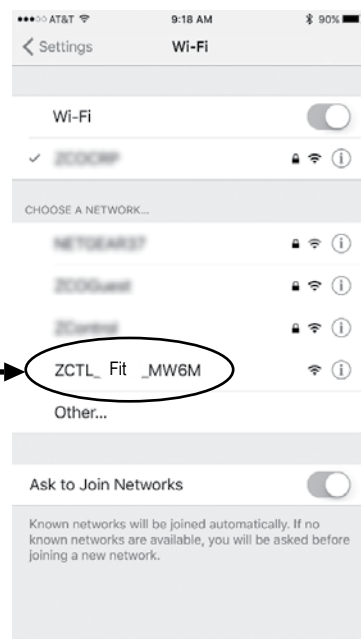 AT&T 9:18 AM 90%
Settings Wi-Fi
Wi-Fi
CHOOSE A NETWORK...
ZCTL_ Fit _MW6M
Other...
Ask to Join Networks
Known networks will be joined automatically. If no
known networks are available, you will be asked before
joining a new network.